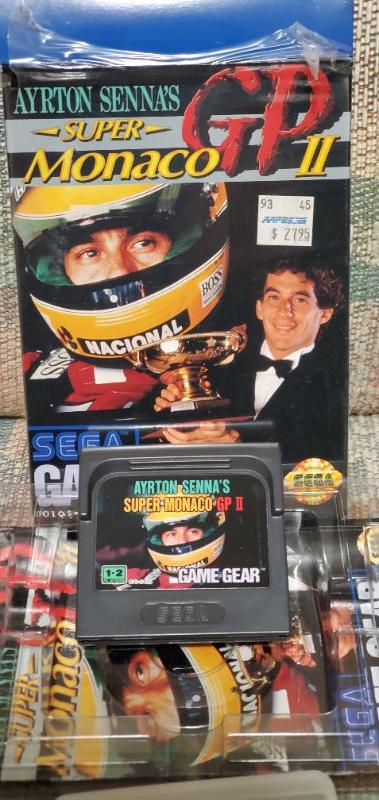 AYRTON SENNA'S
SUPER
MONACO GP II
93 45
$ 27.95
BOSS
NACIONAL
SEGA
GA
SEGA
AYRTON SENNA'S
SUPER MONACO GP II
NACIONAL
1-2
GAME GEAR
SEGA
SUPER
MONACO
SEGA